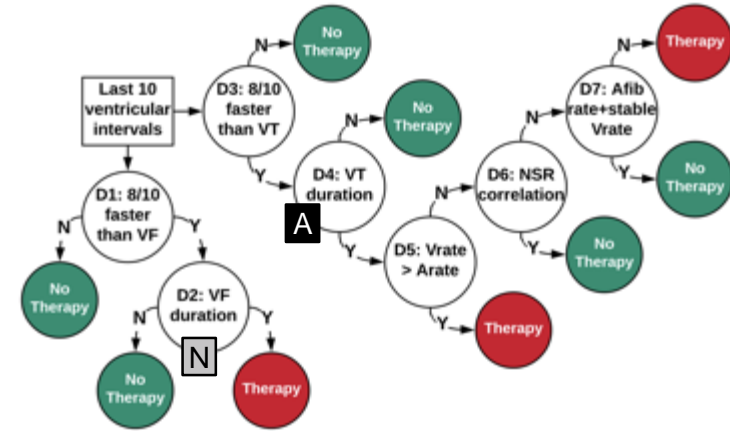 No
Therapy
N
Therapy
N
Last 10
ventricular
intervals
D3: 8/10
faster
than VT
D7: Afib
rate+stable
Vrate
No
Therapy
N
N
Y
D4: VT
duration
D6: NSR
correlation
Y
No
Therapy
D1: 8/10
faster
than VF
N
A
N
Y
Y
D5: Vrate
> Arate
Y
No
Therapy
No
Therapy
D2: VF
duration
N
Y
Y
Therapy
N
No
Therapy
Therapy